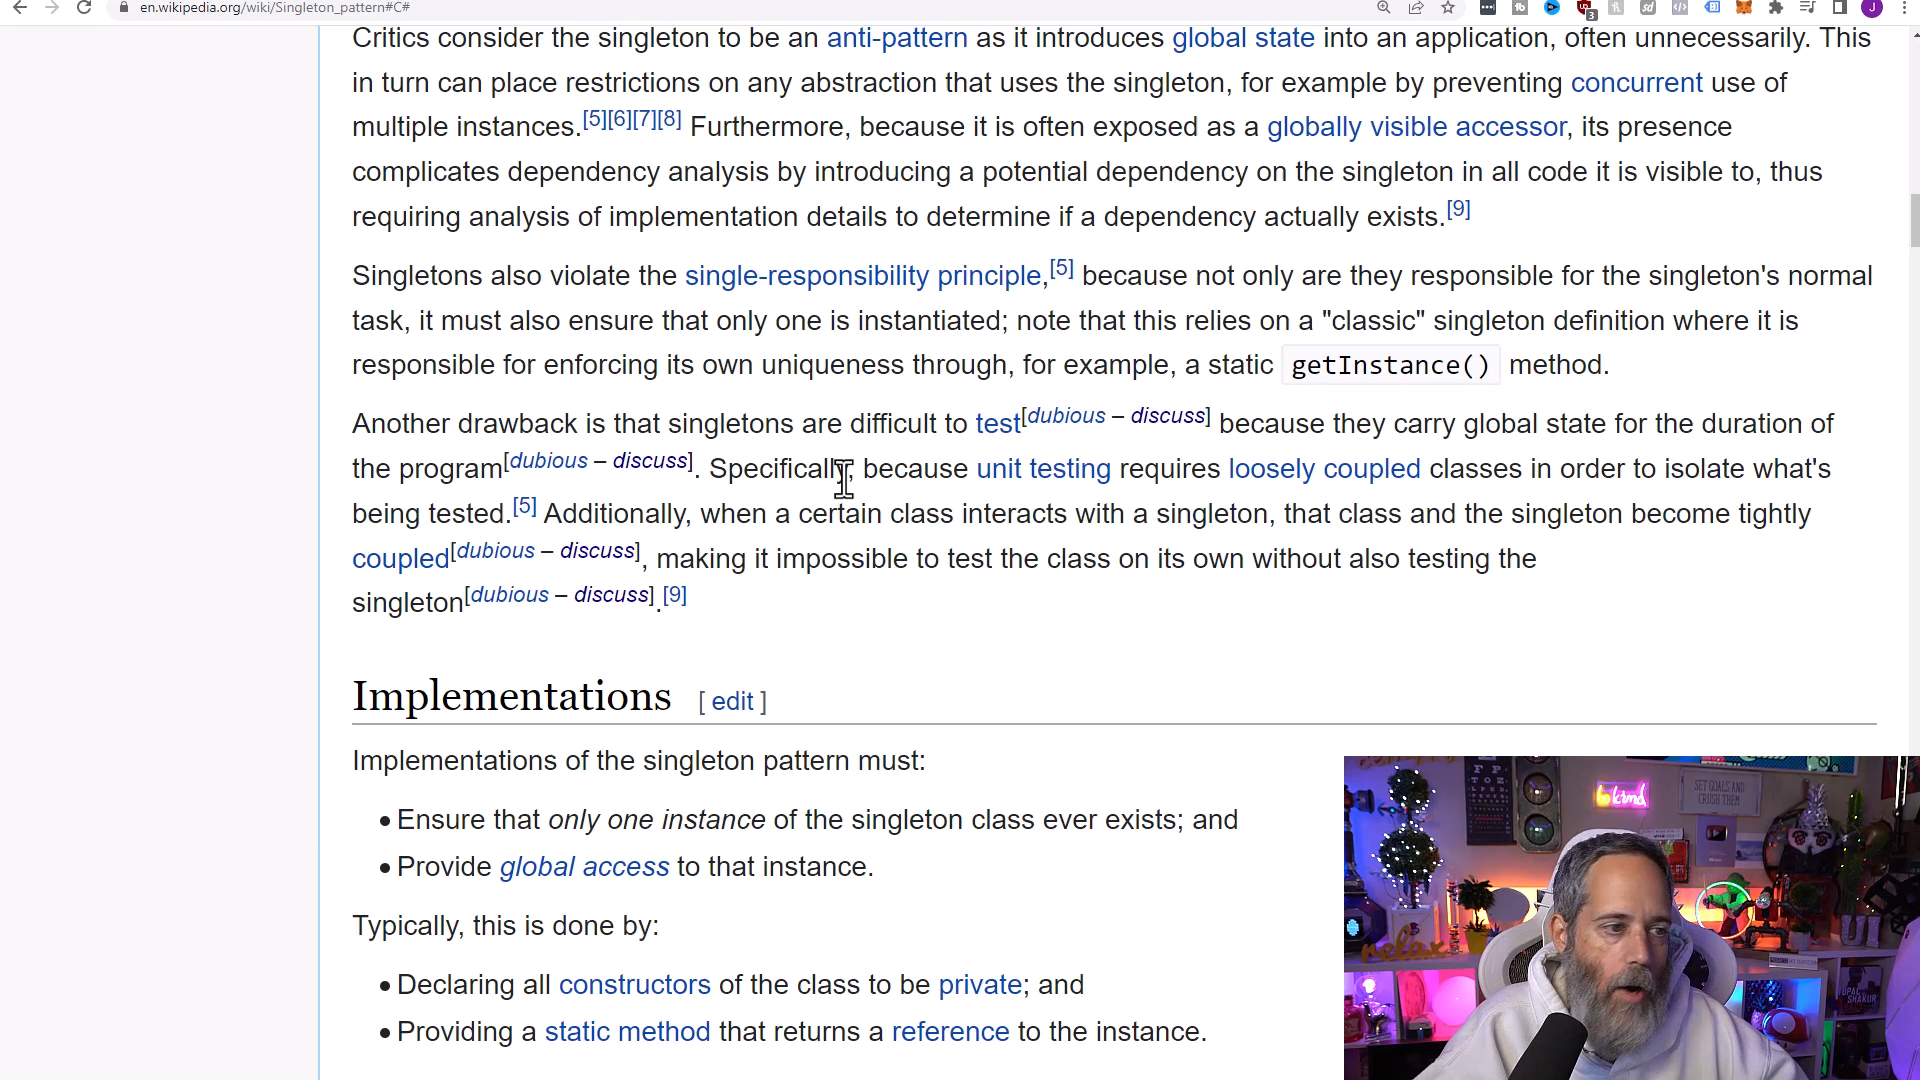 en.wikipedia.org/wiki/Singleton_pattern#C#
3
J
Critics consider the singleton to be an anti-pattern as it introduces global state into an application, often unnecessarily. This
in turn can place restrictions on any abstraction that uses the singleton, for example by preventing concurrent use of
multiple instances.[5][6][7][8] Furthermore, because it is often exposed as a globally visible accessor, its presence
complicates dependency analysis by introducing a potential dependency on the singleton in all code it is visible to, thus
requiring analysis of implementation details to determine if a dependency actually exists.[9]
Singletons also violate the single-responsibility principle,[5] because not only are they responsible for the singleton's normal
task, it must also ensure that only one is instantiated; note that this relies on a "classic" singleton definition where it is
responsible for enforcing its own uniqueness through, for example, a static getInstance() method.
Another drawback is that singletons are difficult to test[dubious – discuss] because they carry global state for the duration of
the program[dubious – discuss]. Specifically, because unit testing requires loosely coupled classes in order to isolate what's
being tested.[5] Additionally, when a certain class interacts with a singleton, that class and the singleton become tightly
coupled[dubious – discuss], making it impossible to test the class on its own without also testing the
singleton[dubious – discuss].[9]
Implementations [ edit ]
Implementations of the singleton pattern must:
• Ensure that only one instance of the singleton class ever exists; and
• Provide global access to that instance.
Typically, this is done by:
• Declaring all constructors of the class to be private; and
• Providing a static method that returns a reference to the instance.
SET GOALS AND
CRUSH THEM
relax
TUPAC
SHAKUR